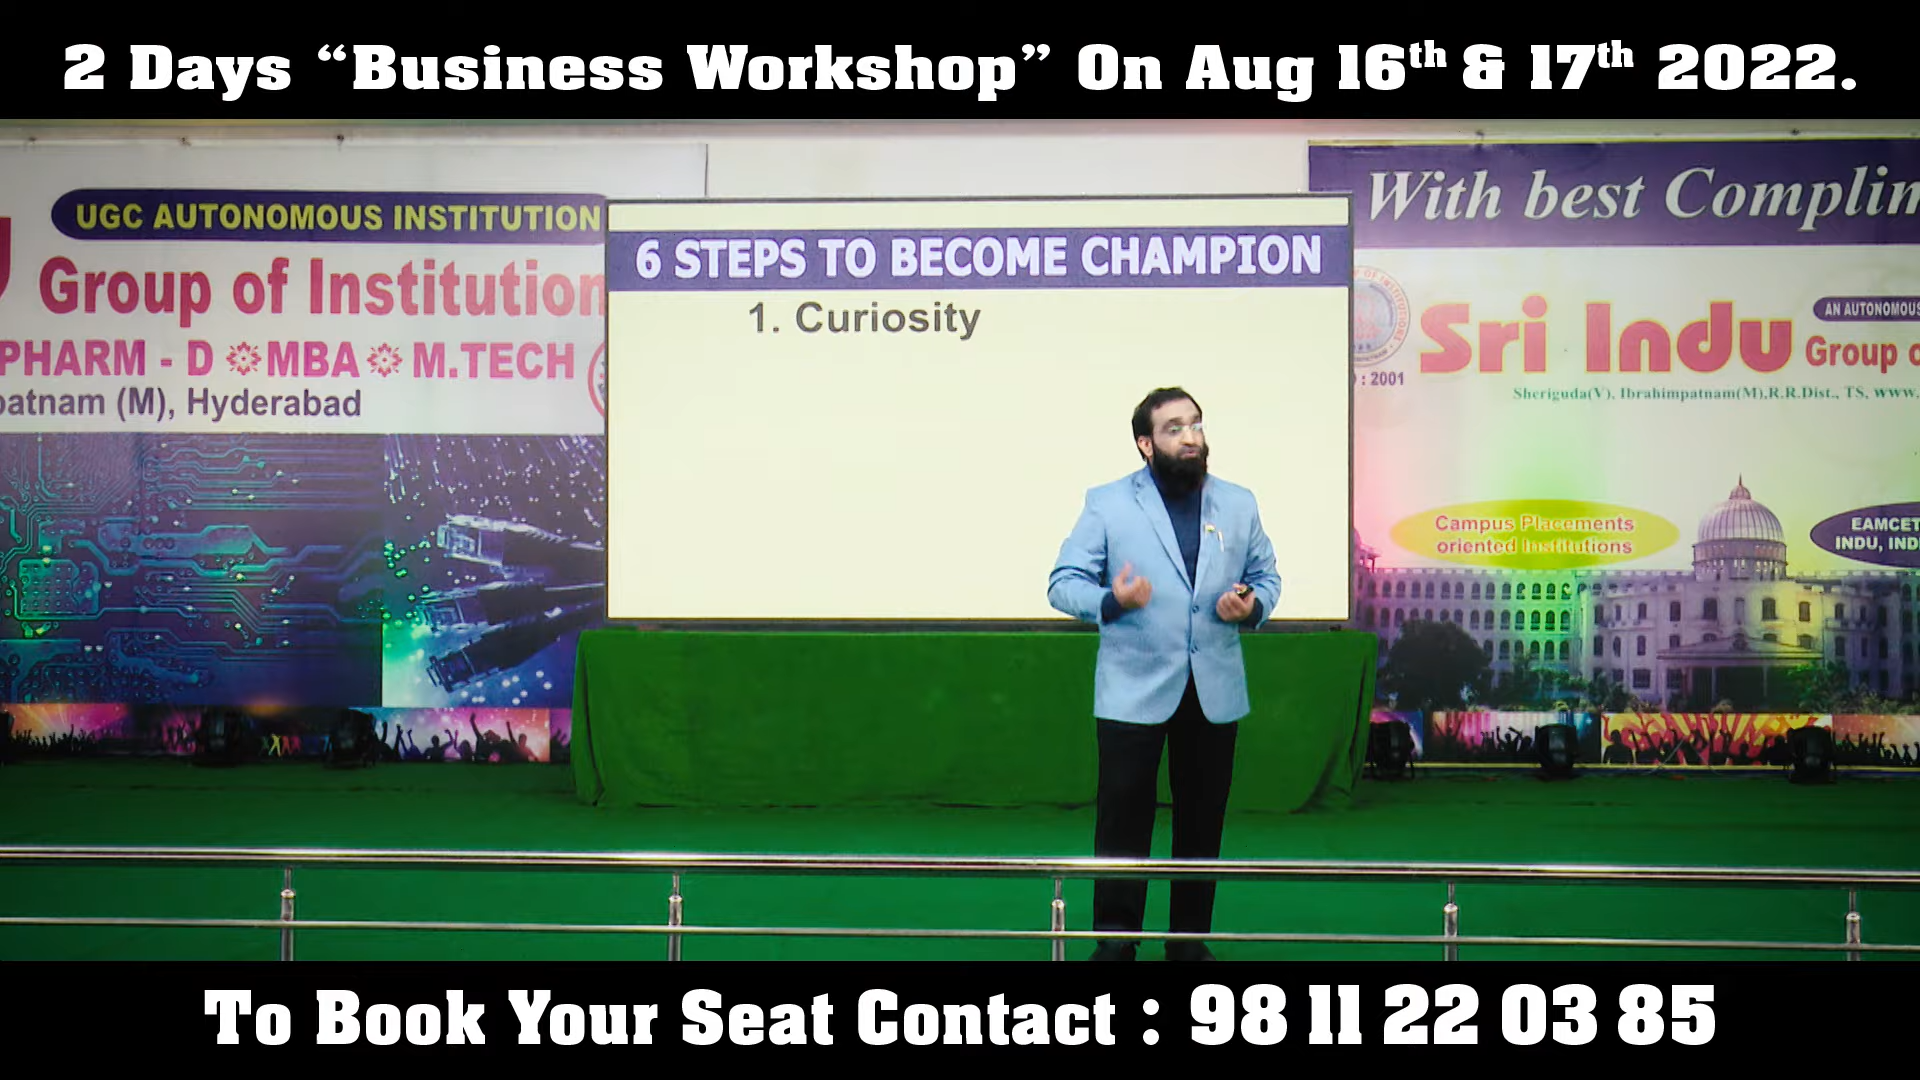 2 Days “Business Workshop” On Aug 16th & 17th 2022.
UGC AUTONOMOUS INSTITUTION
Group of Institution
PHARM - D MBA M.TECH
patnam (M), Hyderabad
6 STEPS TO BECOME CHAMPION
1. Curiosity
With best Complim
AN AUTONOMOUS
Sri Indu Group o
: 2001
Sheriguda(V), Ibrahimpatnam(M),R.R.Dist., TS, www.
Campus Placements
oriented Institutions
EAMCET
INDU, INDI
To Book Your Seat Contact : 98 11 22 03 85